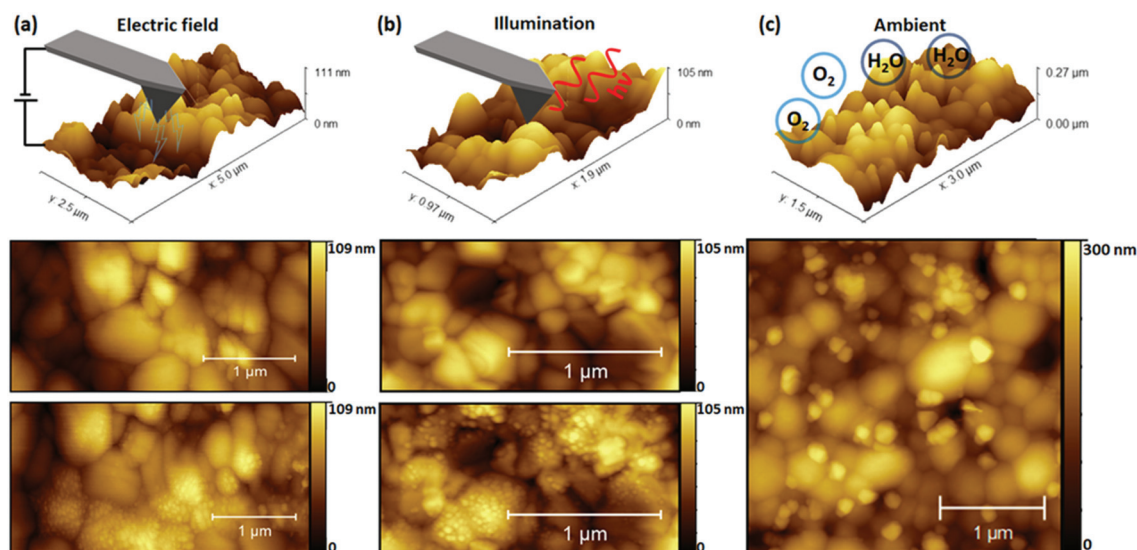 (a) Electric field
111 nm
0 nm
x: 5.0 µm
y: 2.5 µm
109 nm
1 µm
0
109 nm
1 µm
0
(b) Illumination
105 nm
0 nm
x: 1.9 µm
y: 0.97 µm
105 nm
1 µm
0
105 nm
1 µm
0
(c) Ambient
H₂O
H₂O
O₂
O₂
0.27 µm
0.00 µm
x: 3.0 µm
y: 1.5 µm
300 nm
1 µm
0